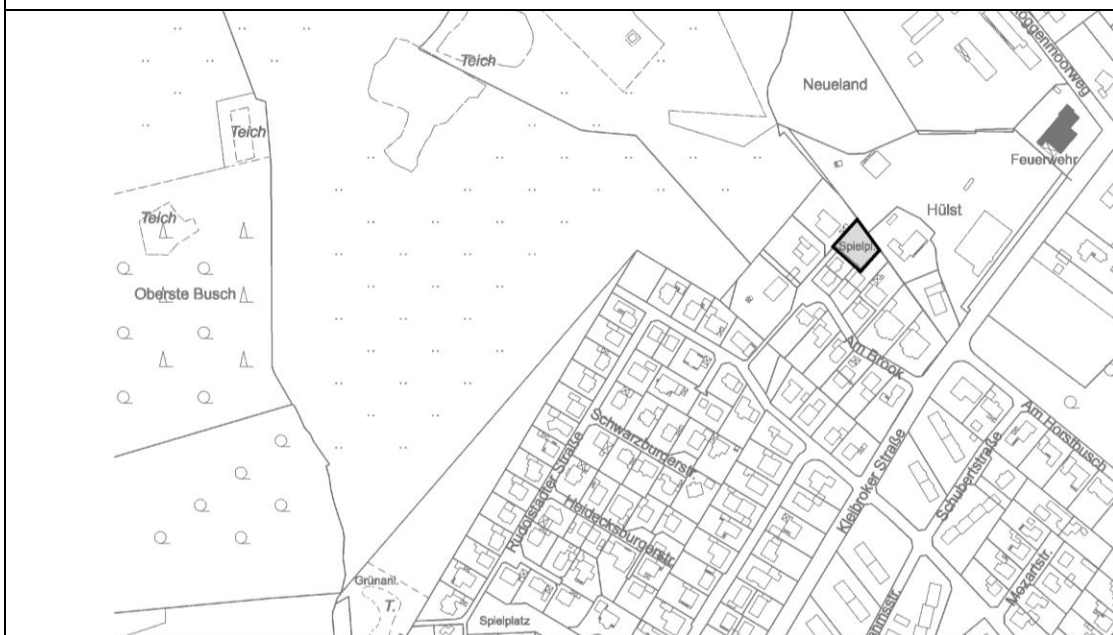 Teich
Teich
Teich
Oberste Busch
Neueland
Feuerwehr
Hülst
Spielpl.
Am Brook
Schwarzburgerstr.
Rudolstädter Straße
Heidecksburgerstr.
Kleibroker Straße
Schubertstraße
Am Horstbusch
Mozartstr.
Grünanl.
T.
Spielplatz